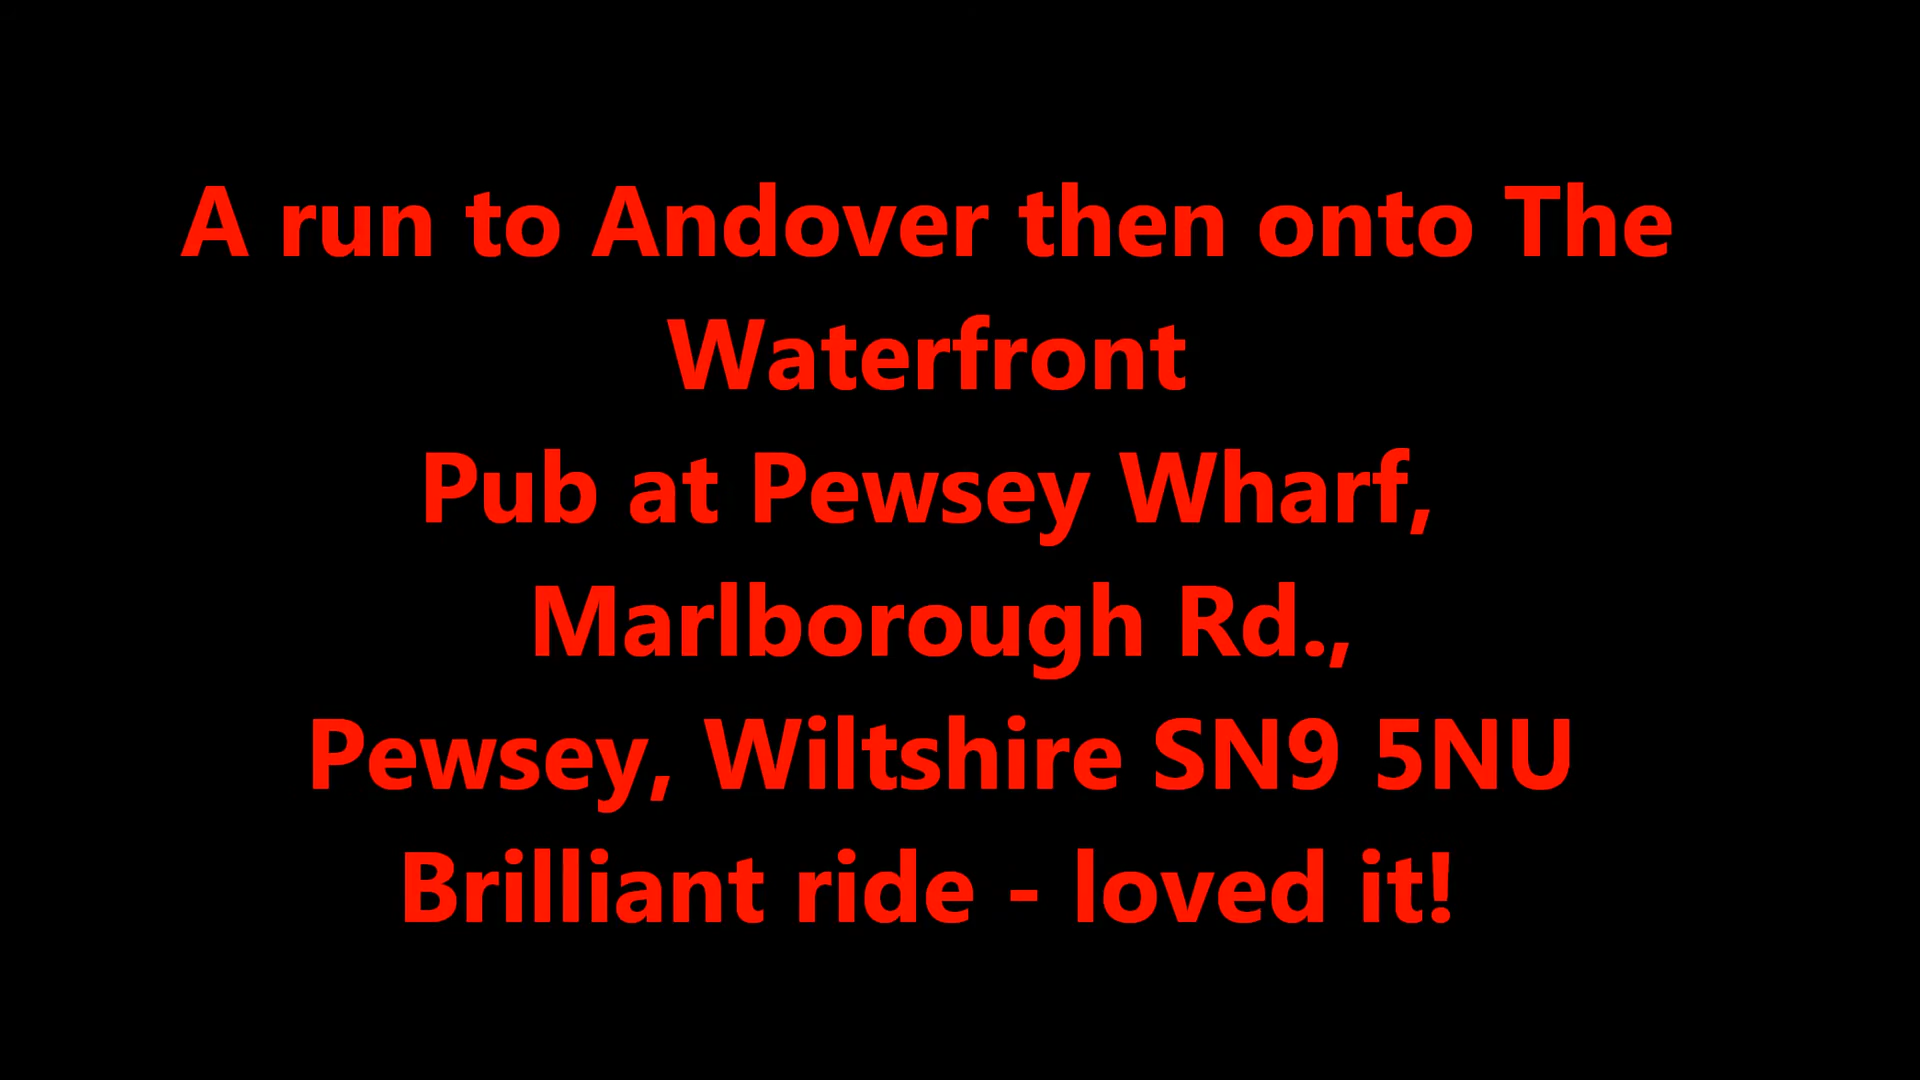 A run to Andover then onto The
Waterfront
Pub at Pewsey Wharf,
Marlborough Rd.,
Pewsey, Wiltshire SN9 5NU
Brilliant ride - loved it!